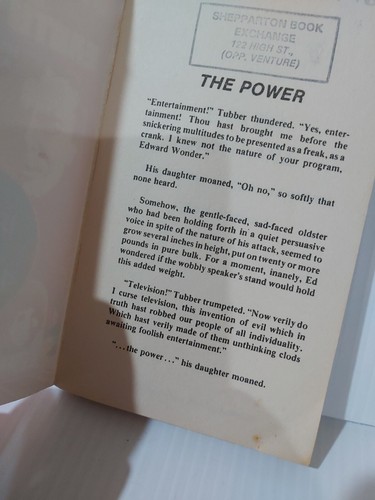 SHEPPARTON BOOK
EXCHANGE
122 HIGH ST.,
(OPP. VENTURE)
THE POWER
"Entertainment!" Tubber thundered. "Yes, enter-
tainment! Thou hast brought me before the
snickering multitudes to be presented as a freak, as a
crank. I knew not the nature of your program,
Edward Wonder."
His daughter moaned, "Oh no," so softly that
none heard.
Somehow, the gentle-faced, sad-faced oldster
who had been holding forth in a quiet persuasive
voice in spite of the nature of his attack, seemed to
grow several inches in height, put on twenty or more
pounds in pure bulk. For a moment, inanely, Ed
wondered if the wobbly speaker's stand would hold
this added weight.
"Television!" Tubber trumpeted. "Now verily do
I curse television, this invention of evil which in
truth hast robbed our people of all individuality.
Which hast verily made of them unthinking clods
awaiting foolish entertainment."
"...the power..." his daughter moaned.